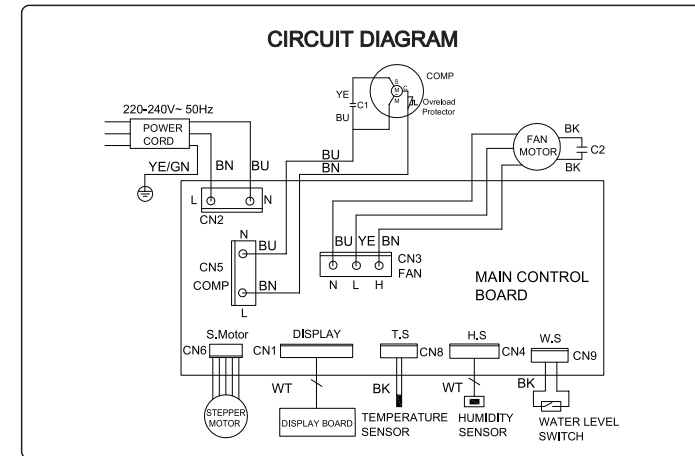 CIRCUIT DIAGRAM
COMP
S
M
C
M
YE
C1
BU
Overload
Protector
220-240V~ 50Hz
POWER
CORD
YE/GN
BN
BU
BU
BN
FAN
MOTOR
BK
C2
BK
L
N
CN2
N
BU
CN5
COMP
BN
L
BU YE BN
CN3
FAN
N L H
MAIN CONTROL
BOARD
S.Motor
CN6
DISPLAY
CN1
T.S
CN8
H.S
CN4
W.S
CN9
WT
BK
WT
BK
STEPPER
MOTOR
DISPLAY BOARD
TEMPERATURE
SENSOR
HUMIDITY
SENSOR
WATER LEVEL
SWITCH